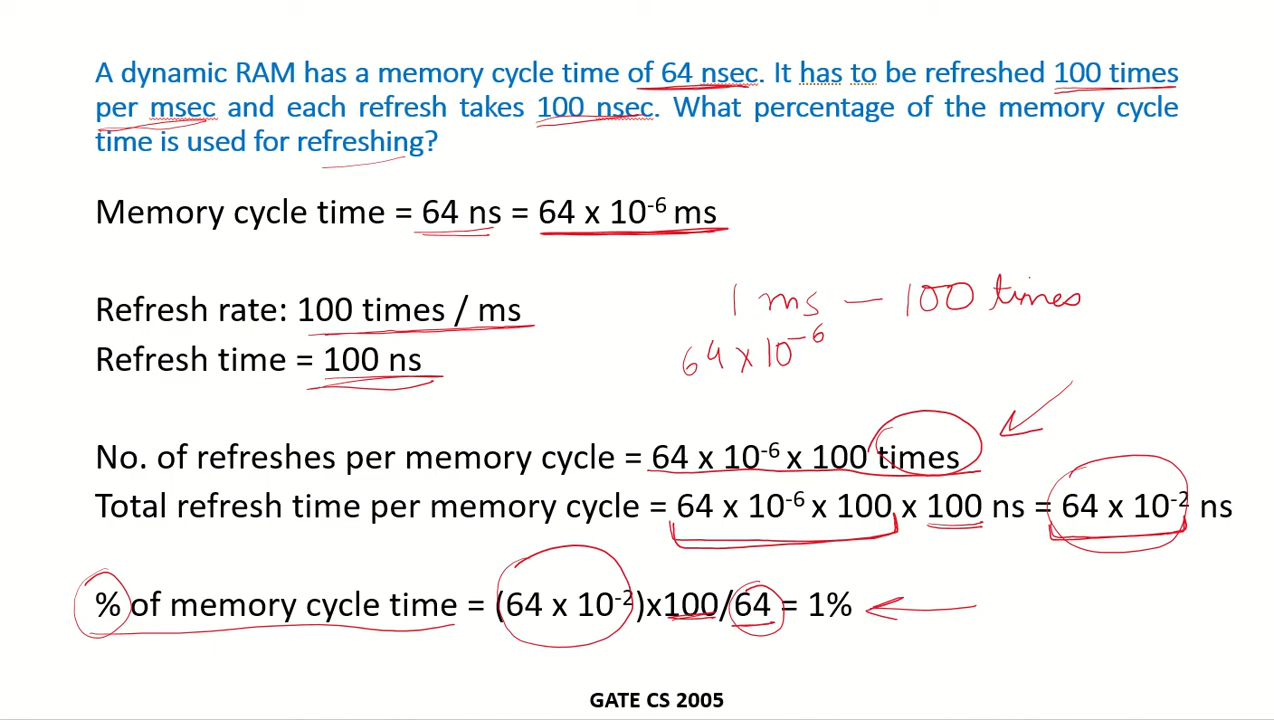 A dynamic RAM has a memory cycle time of 64 nsec. It has to be refreshed 100 times
per msec and each refresh takes 100 nsec. What percentage of the memory cycle
time is used for refreshing?
Memory cycle time = 64 ns = 64 x 10⁻⁶ ms
Refresh rate: 100 times / ms
1 ms — 100 times
Refresh time = 100 ns
64 x 10⁻⁶
No. of refreshes per memory cycle = 64 x 10⁻⁶ x 100 times
Total refresh time per memory cycle = 64 x 10⁻⁶ x 100 x 100 ns = 64 x 10⁻² ns
% of memory cycle time = (64 x 10⁻²)x100/64 = 1%
GATE CS 2005